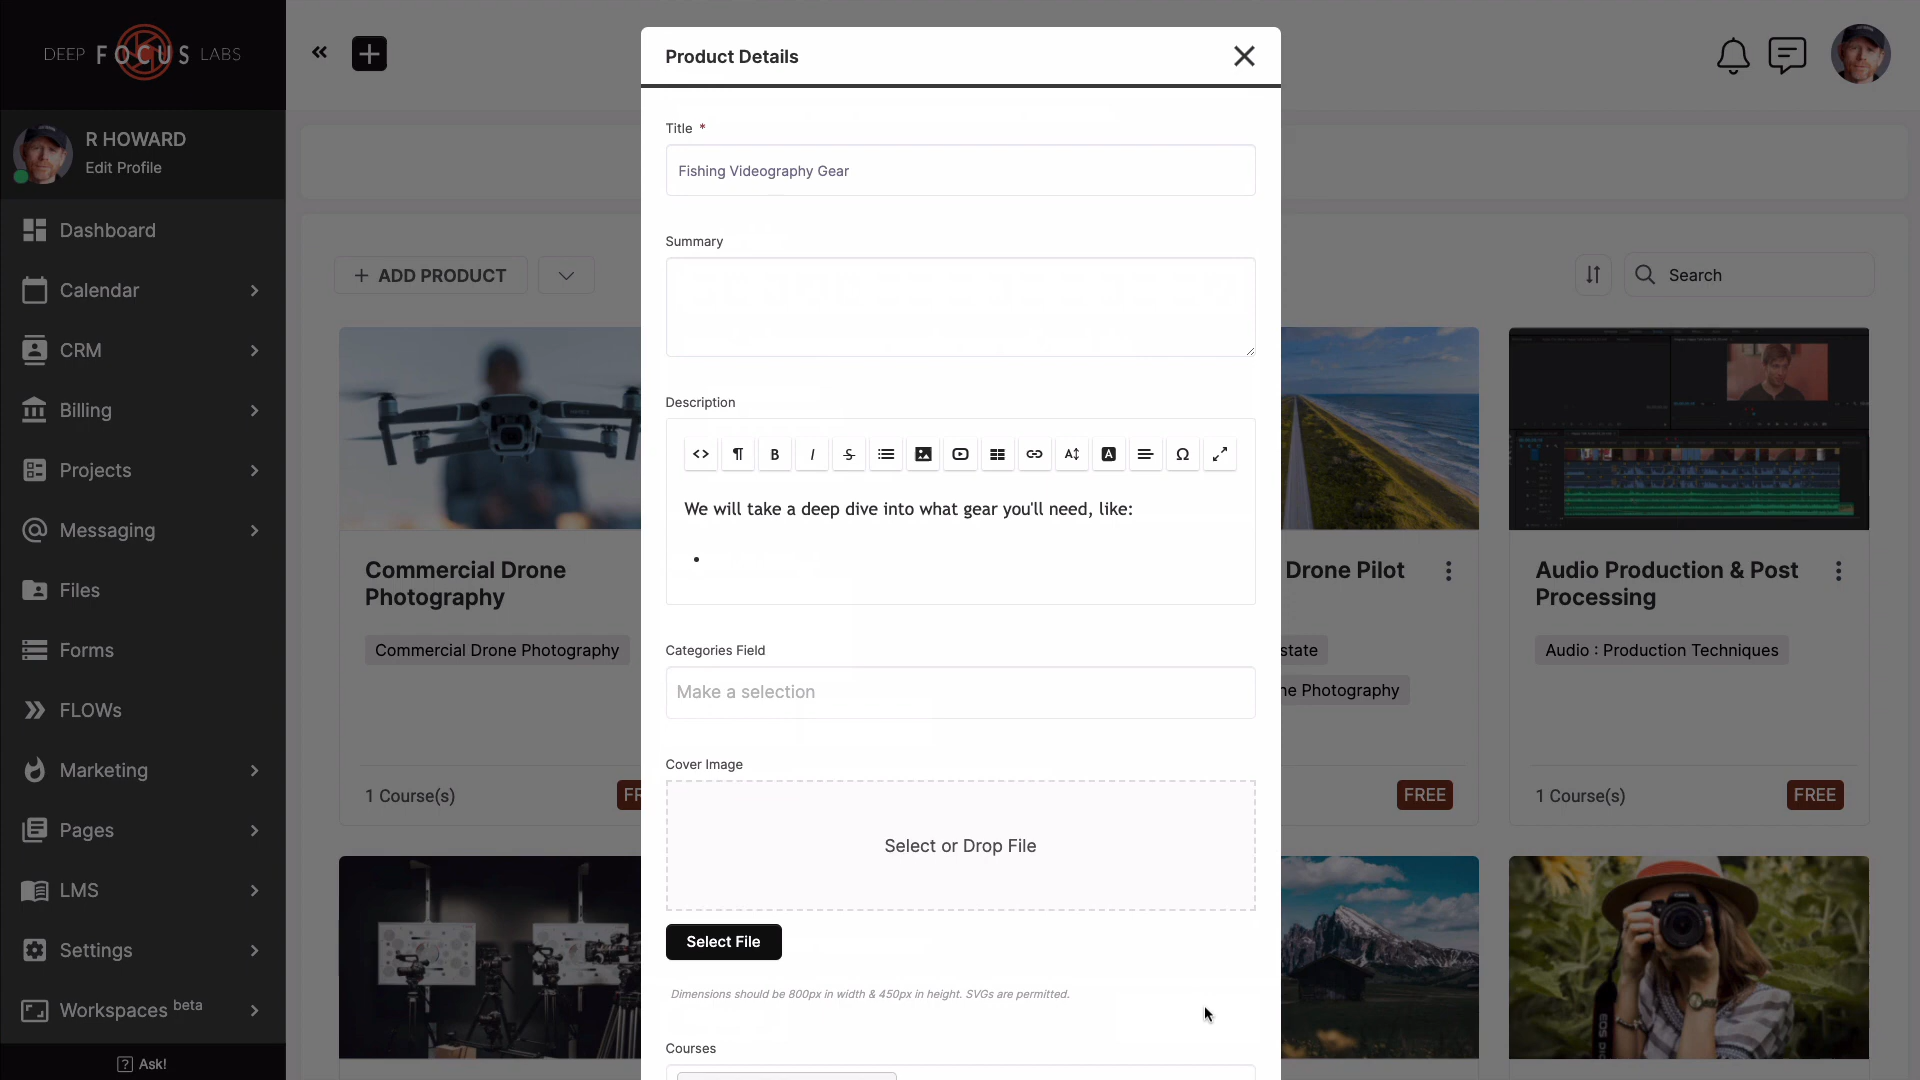 DEEP FOCUS LABS
R HOWARD
Edit Profile
Dashboard
Calendar
CRM
Billing
Projects
Messaging
Files
Forms
FLOWs
Marketing
Pages
LMS
Settings
Workspaces beta
? Ask!
+ ADD PRODUCT
Search
Commercial Drone
Photography
Commercial Drone Photography
1 Course(s)
FR
Product Details
Title *
Fishing Videography Gear
Summary
Description
We will take a deep dive into what gear you'll need, like:
•
Categories Field
Make a selection
Cover Image
Select or Drop File
Select File
Dimensions should be 800px in width & 450px in height. SVGs are permitted.
Courses
Drone Pilot
state
ne Photography
FREE
Audio Production & Post
Processing
Audio : Production Techniques
1 Course(s)
FREE